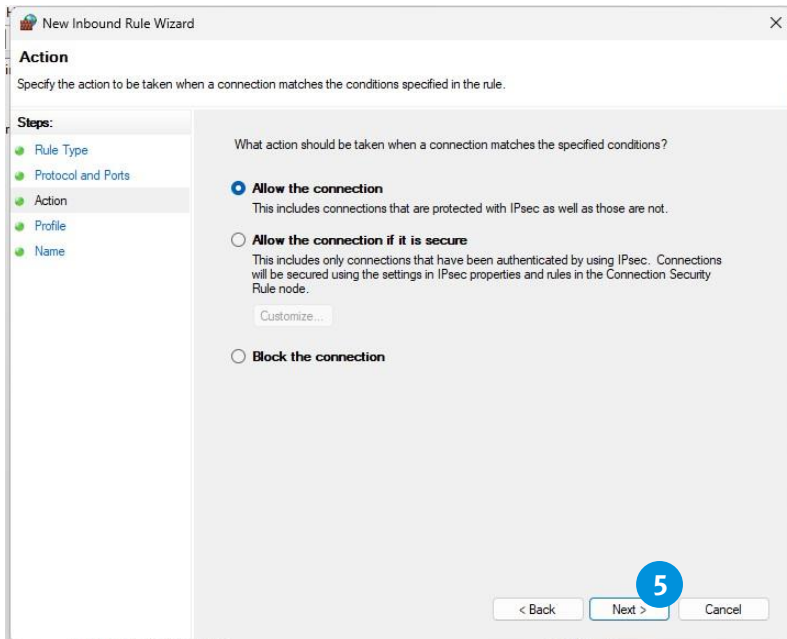 New Inbound Rule Wizard
Action
Specify the action to be taken when a connection matches the conditions specified in the rule.
Steps:
Rule Type
Protocol and Ports
Action
Profile
Name
What action should be taken when a connection matches the specified conditions?
Allow the connection
This includes connections that are protected with IPsec as well as those are not.
Allow the connection if it is secure
This includes only connections that have been authenticated by using IPsec. Connections
will be secured using the settings in IPsec properties and rules in the Connection Security
Rule node.
Customize...
Block the connection
5
< Back
Next >
Cancel